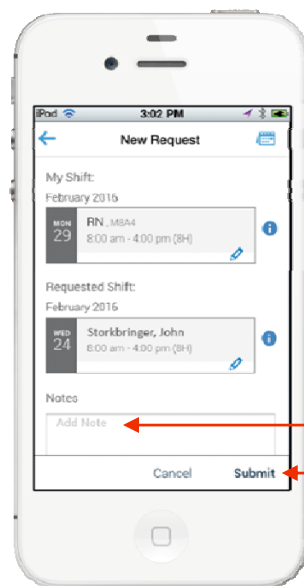 iPod 3:02 PM
New Request
My Shift:
February 2016
MON
29
RN , MSA4
8:00 am - 4:00 pm (8H)
Requested Shift:
February 2016
WED
24
Storkbringer, John
8:00 am - 4:00 pm (8H)
Notes
Add Note
Cancel Submit